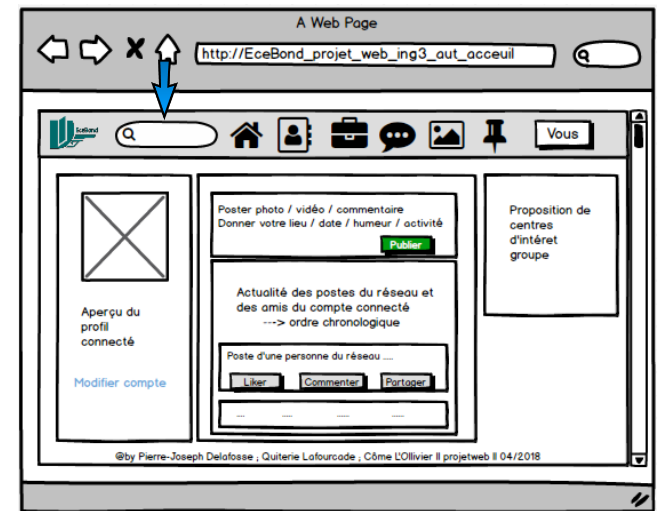 A Web Page
http://EceBond_projet_web_ing3_aut_acceuil
EceBond
Vous
Poster photo / vidéo / commentaire
Donner votre lieu / date / humeur / activité
Publier
Proposition de
centres
d'intéret
groupe
Actualité des postes du réseau et
des amis du compte connecté
---> ordre chronologique
Aperçu du
profil
connecté
Modifier compte
Poste d'une personne du réseau ....
Liker
Commenter
Partager
.... .... ..... .....
@by Pierre-Joseph Delafosse ; Quiterie Lafourcade ; Côme L'Ollivier II projetweb II 04/2018